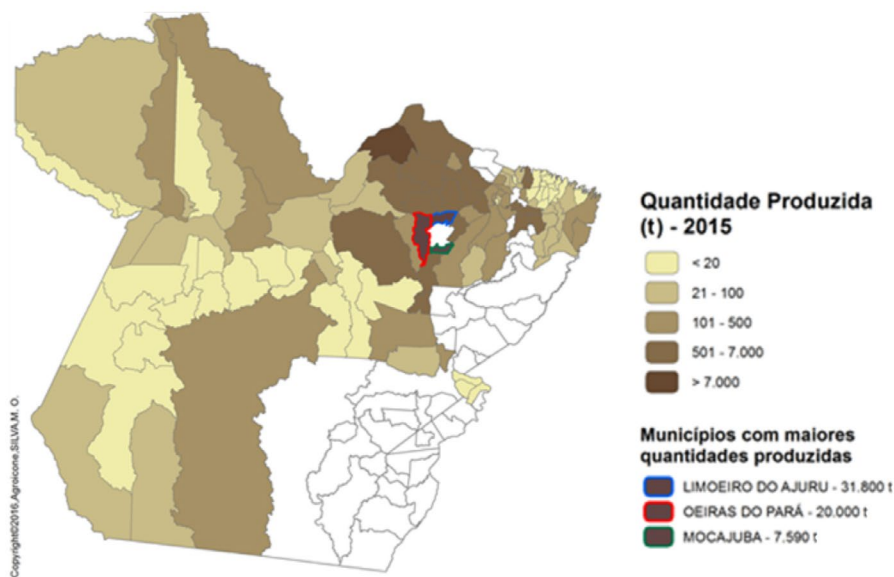 Quantidade Produzida
(t) - 2015
< 20
21 - 100
101 - 500
501 - 7.000
> 7.000
Municípios com maiores
quantidades produzidas
LIMOEIRO DO AJURU - 31.800 t
OEIRAS DO PARÁ - 20.000 t
MOCAJUBA - 7.590 t
Copyright©2016,Agroicone,SILVA,M. O.